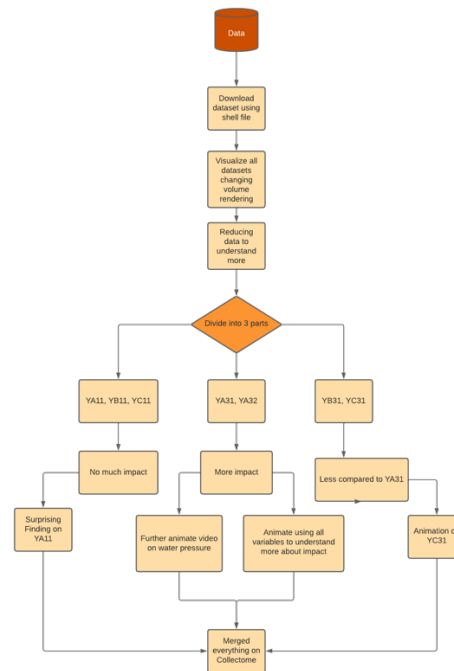 Data
Download
dataset using
shell file
Visualize all
datasets
changing
volume
rendering
Reducing
data to
understand
more
Divide into 3 parts
YA11, YB11, YC11
YA31, YA32
YB31, YC31
No much impact
More impact
Less compared to YA31
Surprising
Finding on
YA11
Further animate video
on water pressure
Animate using all
variables to understand
more about impact
Animation
YC31
Merged
everything on
Collectome